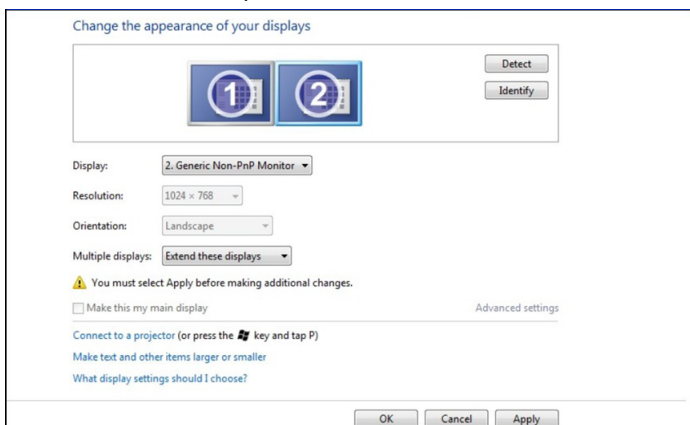 Change the appearance of your displays
1 2
Detect
Identify
Display: 2. Generic Non-PnP Monitor
Resolution: 1024 × 768
Orientation: Landscape
Multiple displays: Extend these displays
You must select Apply before making additional changes.
Make this my main display Advanced settings
Connect to a projector (or press the key and tap P)
Make text and other items larger or smaller
What display settings should I choose?
OK Cancel Apply